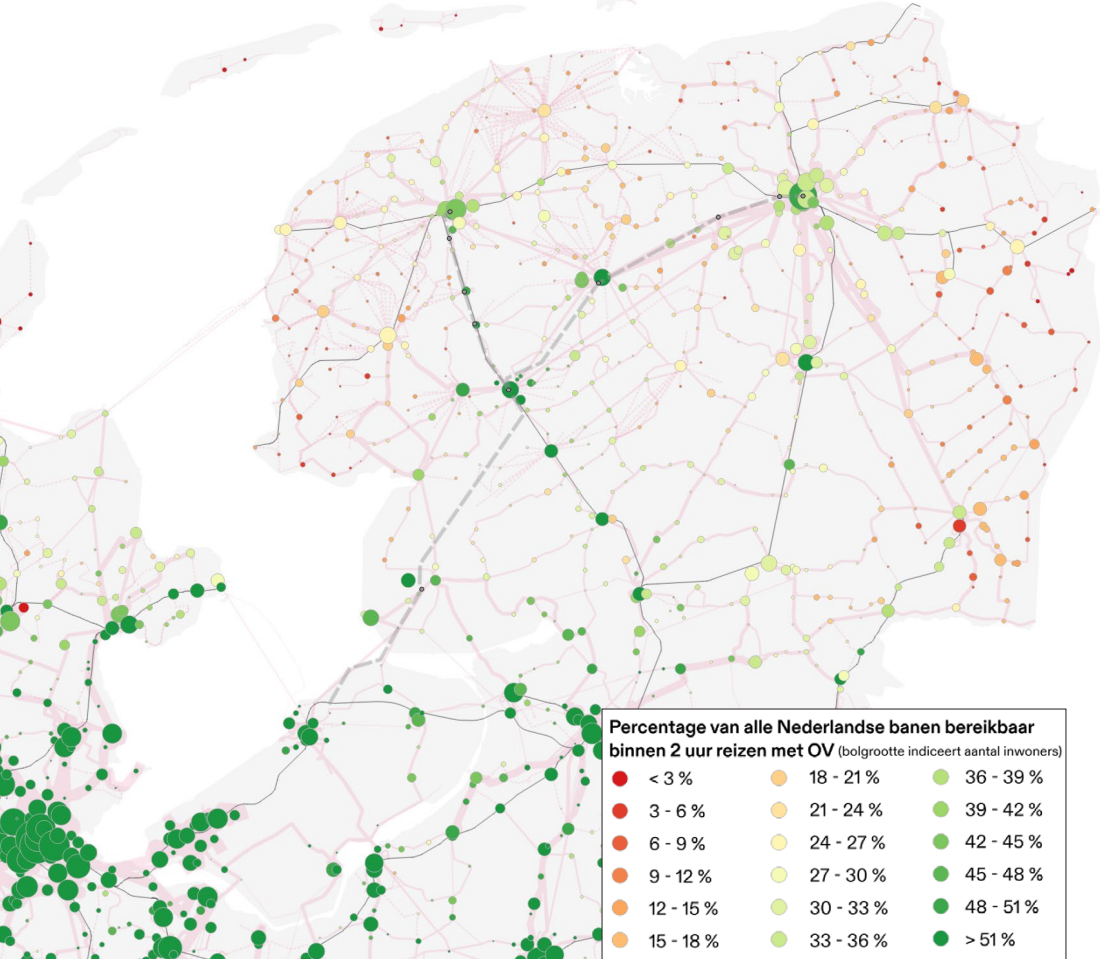 Percentage van alle Nederlandse banen bereikbaar
binnen 2 uur reizen met OV (bolgrootte indiceert aantal inwoners)
< 3 %
3 - 6 %
6 - 9 %
9 - 12 %
12 - 15 %
15 - 18 %
18 - 21 %
21 - 24 %
24 - 27 %
27 - 30 %
30 - 33 %
33 - 36 %
36 - 39 %
39 - 42 %
42 - 45 %
45 - 48 %
48 - 51 %
> 51 %